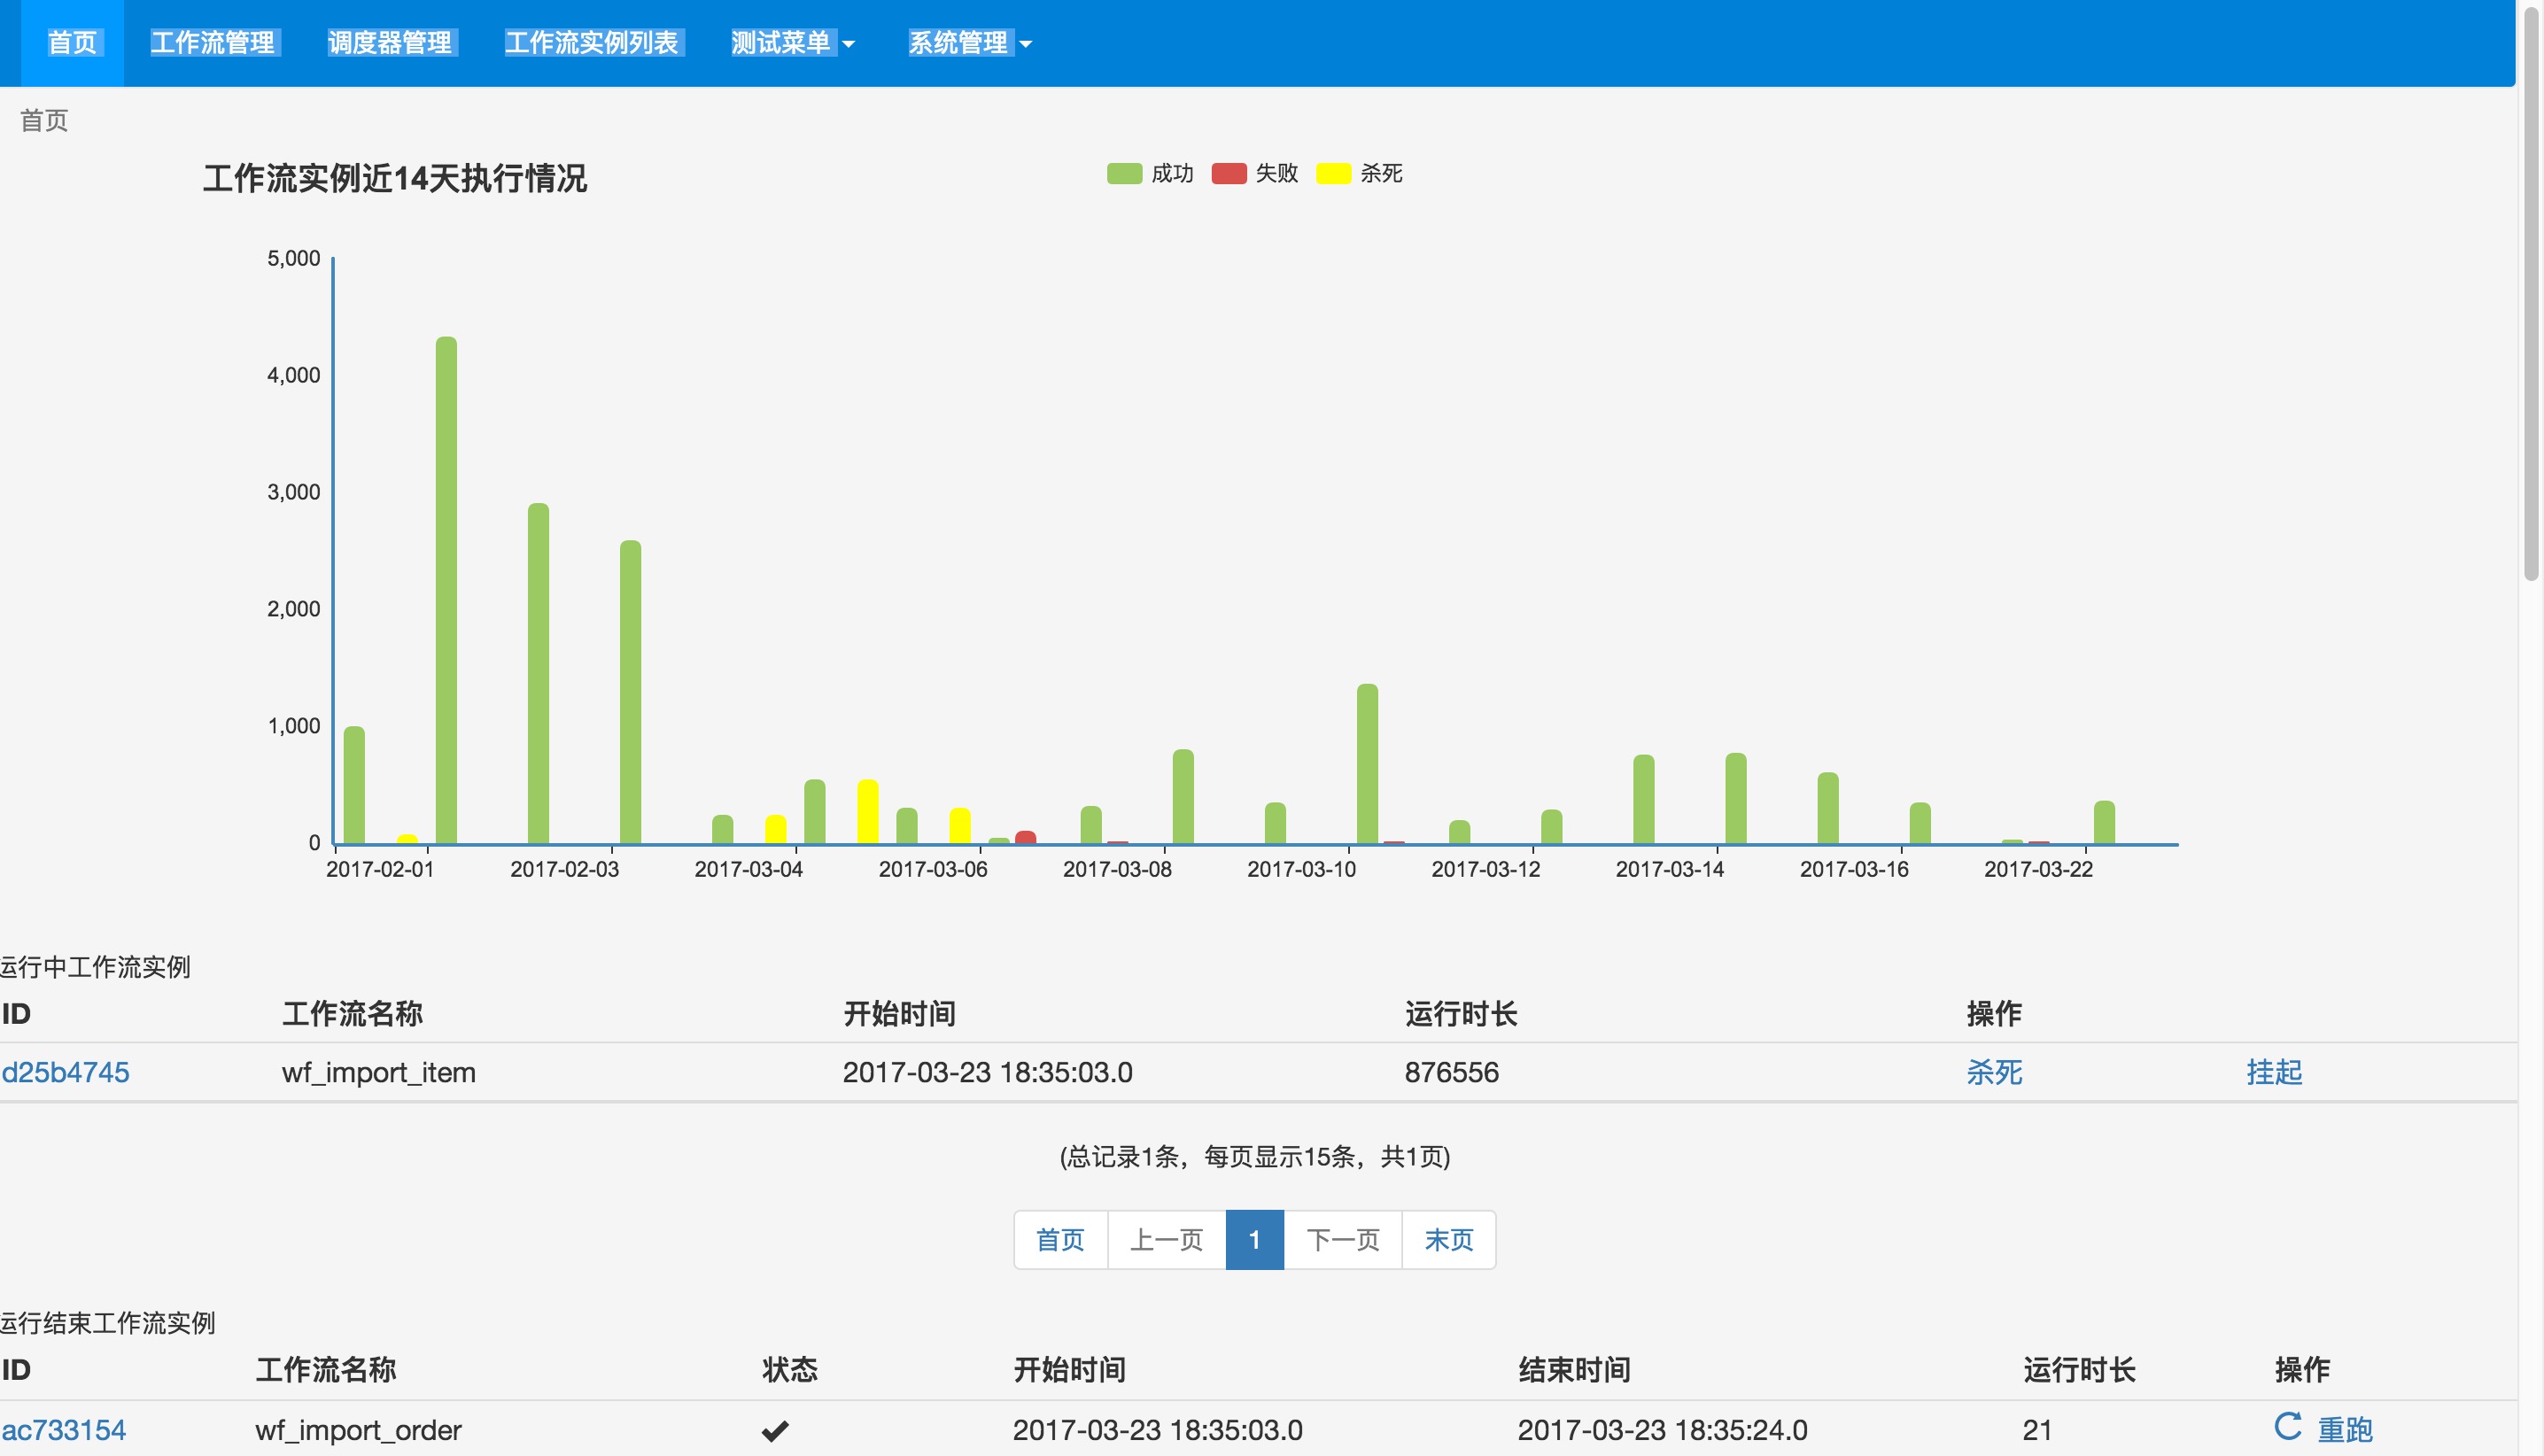 首页 工作流管理 调度器管理 工作流实例列表 测试菜单 系统管理
首页
工作流实例近14天执行情况
成功 失败 杀死
5,000
4,000
3,000
2,000
1,000
0
2017-02-01 2017-02-03 2017-03-04 2017-03-06 2017-03-08 2017-03-10 2017-03-12 2017-03-14 2017-03-16 2017-03-22
运行中工作流实例
ID 工作流名称 开始时间 运行时长 操作
d25b4745 wf_import_item 2017-03-23 18:35:03.0 876556 杀死 挂起
(总记录1条，每页显示15条，共1页)
首页 上一页 1 下一页 末页
运行结束工作流实例
ID 工作流名称 状态 开始时间 结束时间 运行时长 操作
ac733154 wf_import_order 2017-03-23 18:35:03.0 2017-03-23 18:35:24.0 21 重跑